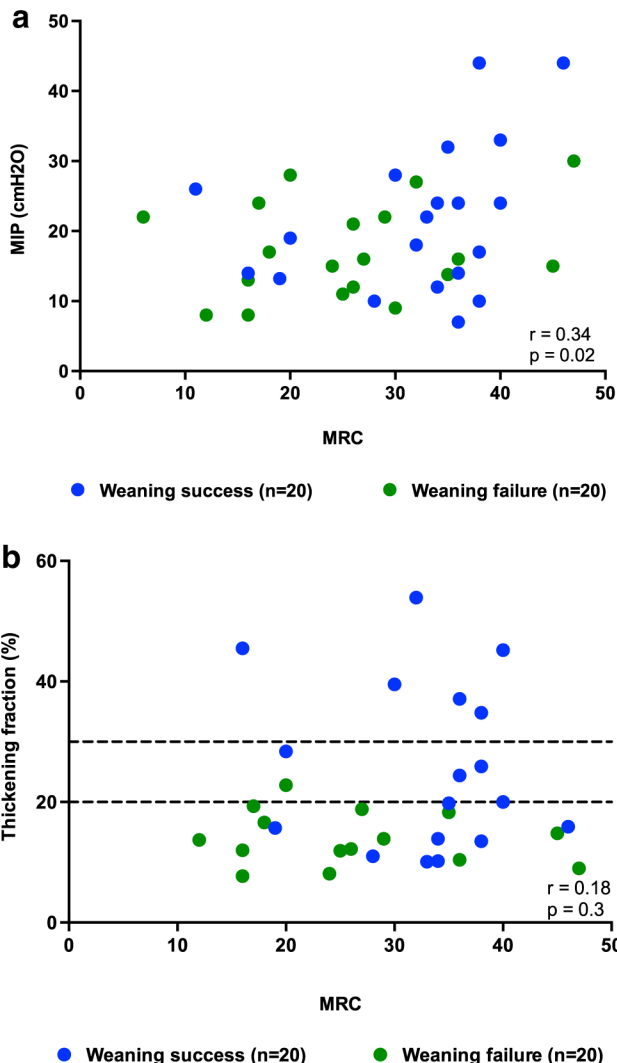 a
50
40
30
20
10
0
MIP (cmH2O)
r = 0.34
p = 0.02
0 10 20 30 40 50
MRC
Weaning success (n=20) Weaning failure (n=20)
b
60
40
20
0
Thickening fraction (%)
r = 0.18
p = 0.3
0 10 20 30 40 50
MRC
Weaning success (n=20) Weaning failure (n=20)